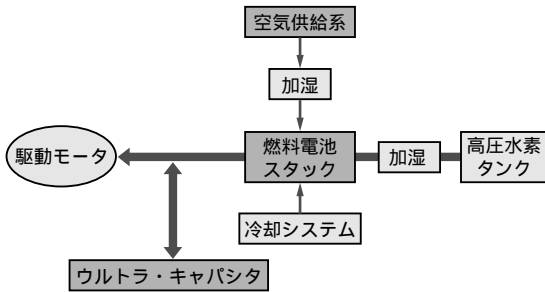 空気供給系
加湿
駆動モータ
燃料電池
スタック
加湿
高圧水素
タンク
冷却システム
ウルトラ・キャパシタ